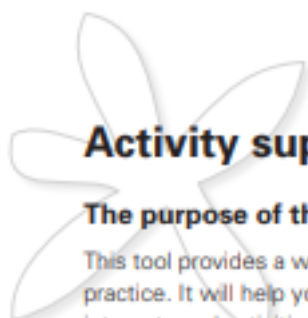 Activity sup
The purpose of th
This tool provides a w
practice. It will help yo